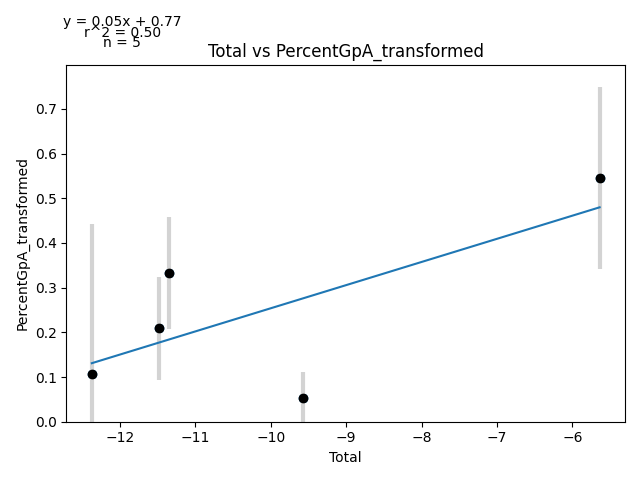 y = 0.05x + 0.77
r^2 = 0.50
n = 5
Total vs PercentGpA_transformed
PercentGpA_transformed
0.7
0.6
0.5
0.4
0.3
0.2
0.1
0.0
−12
−11
−10
−9
−8
−7
−6
Total